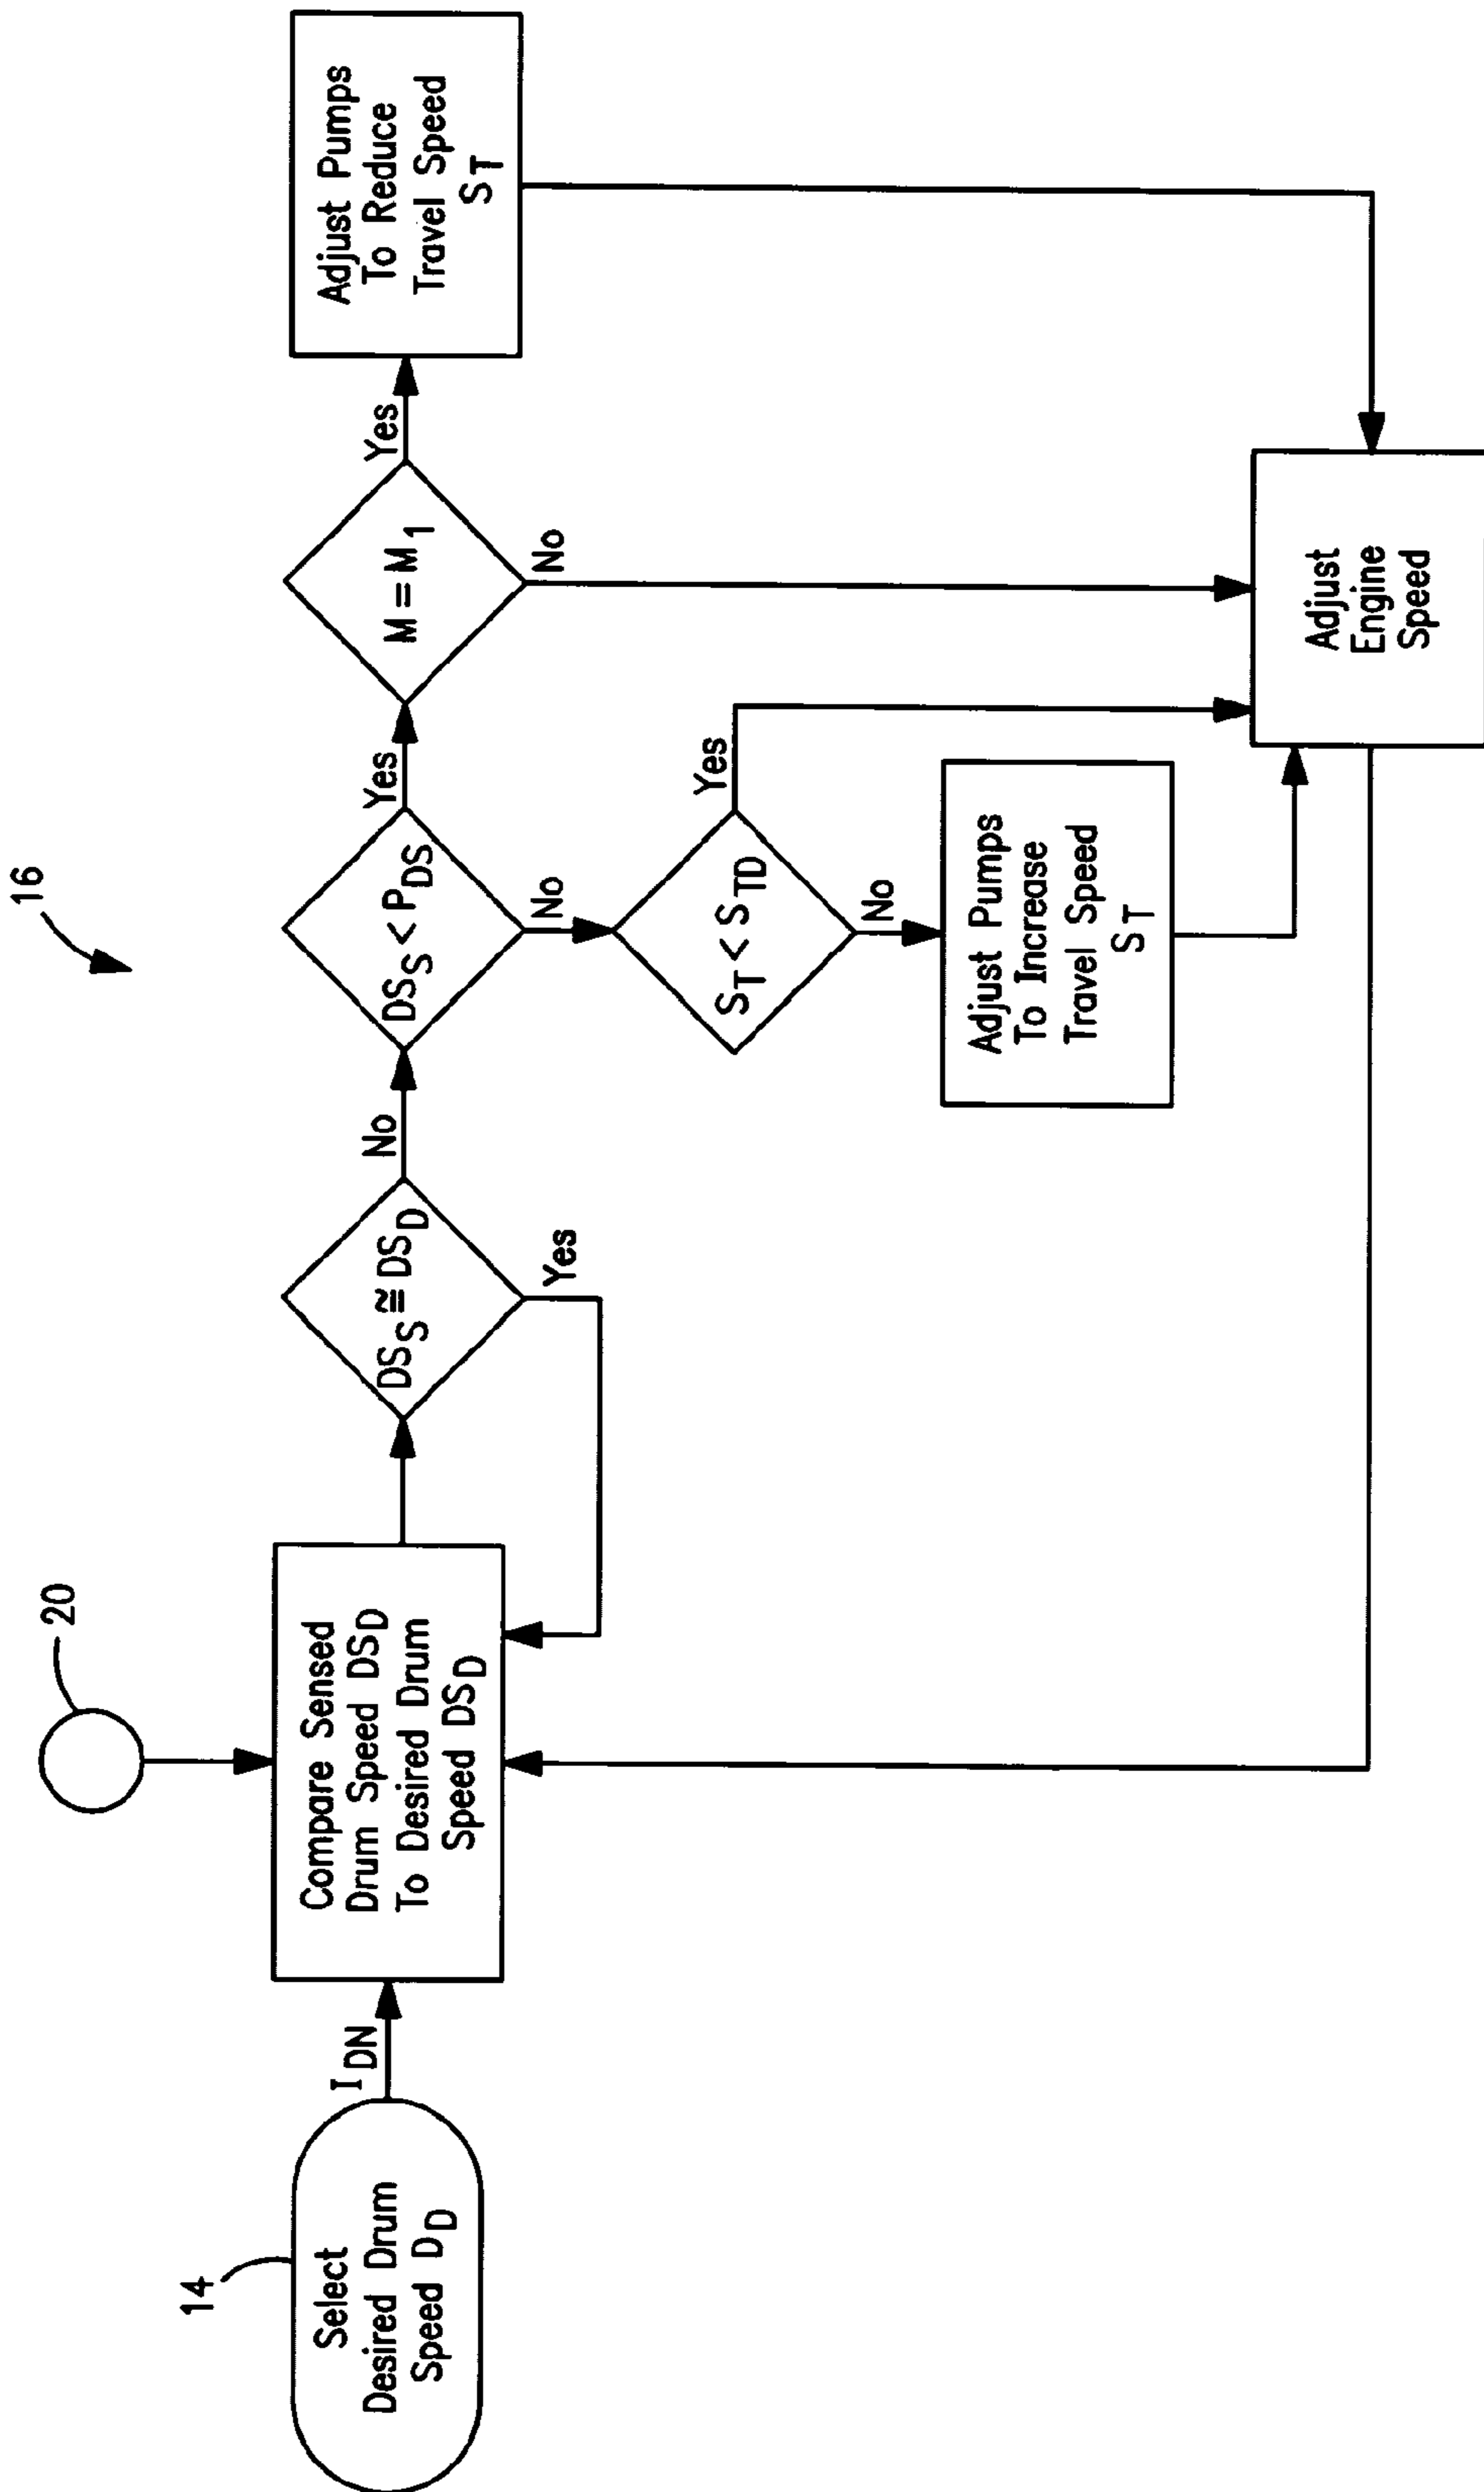 16
14
Select
Desired Drum
Speed D_D
I_DN
20
Compare Sensed
Drum Speed DS_D
To Desired Drum
Speed DS_D
DS_S ≅ DS_D
Yes
No
DS_S < P_DS
Yes
No
M = M_1
Yes
No
Adjust Pumps
To Reduce
Travel Speed
S_T
S_T < S_TD
Yes
No
Adjust Pumps
To Increase
Travel Speed
S_T
Adjust
Engine
Speed